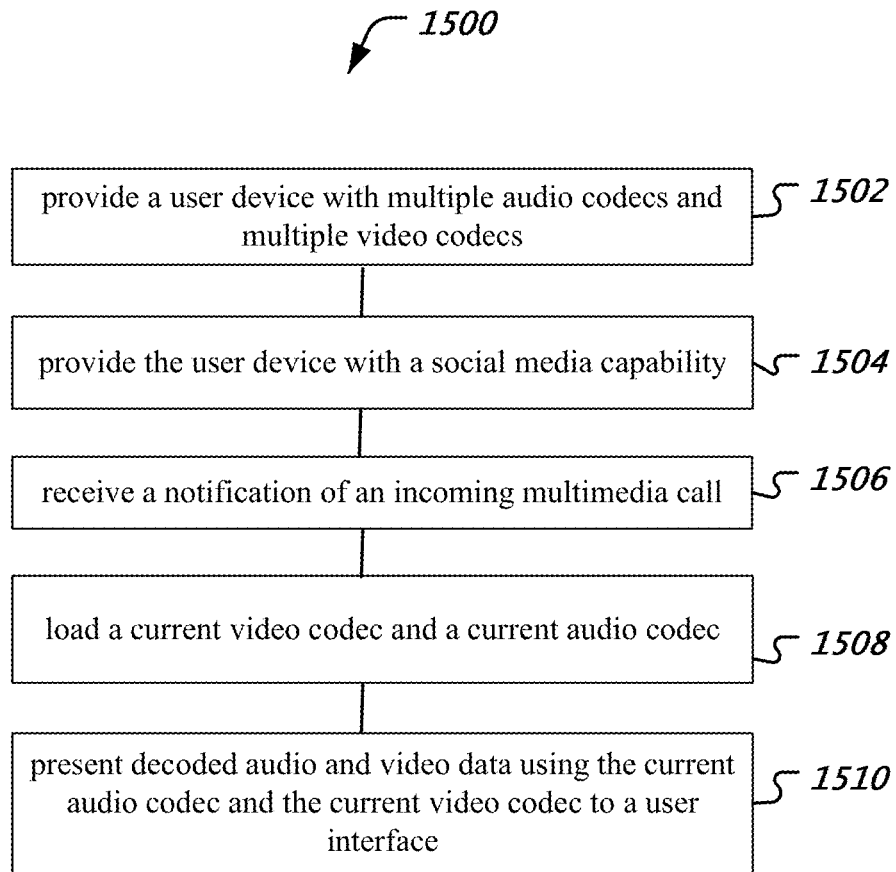 1500
provide a user device with multiple audio codecs and
multiple video codecs
1502
provide the user device with a social media capability
1504
receive a notification of an incoming multimedia call
1506
load a current video codec and a current audio codec
1508
present decoded audio and video data using the current
audio codec and the current video codec to a user
interface
1510